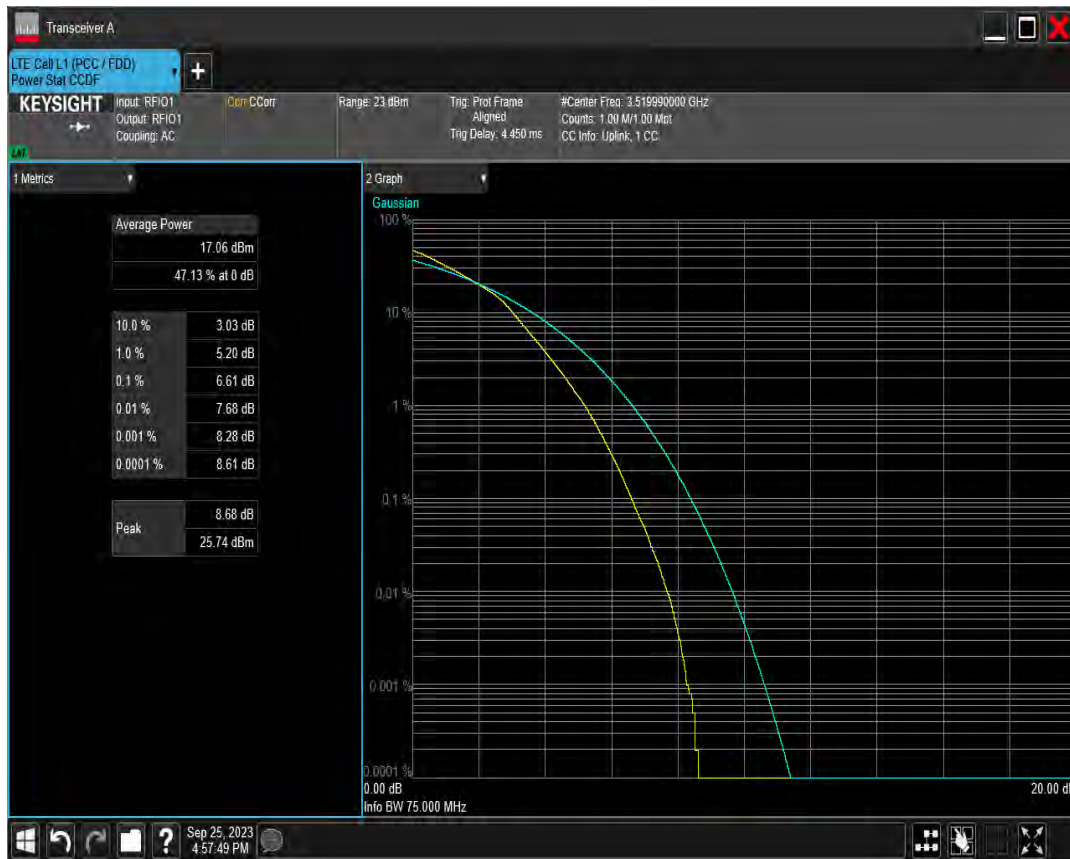 Transceiver A
LTE Cell L1 (PCC / FDD)
Power Stat CCDF
KEYSIGHT
Input: RFIO1
Output: RFIO1
Coupling: AC
Corr CCorr
Range: 23 dBm
Trig: Prot Frame
Aligned
Trig Delay: 4.450 ms
#Center Freq: 3.519990000 GHz
Counts: 1.00 M/1.00 Mpt
CC Info: Uplink, 1 CC
1 Metrics
Average Power
17.06 dBm
47.13 % at 0 dB
10.0 % 3.03 dB
1.0 % 5.20 dB
0.1 % 6.61 dB
0.01 % 7.68 dB
0.001 % 8.28 dB
0.0001 % 8.61 dB
Peak
8.68 dB
25.74 dBm
2 Graph
Gaussian
100 %
10 %
1 %
0.1 %
0.01 %
0.001 %
0.0001 %
0.00 dB
20.00 d
Info BW 75.000 MHz
Sep 25, 2023
4:57:49 PM